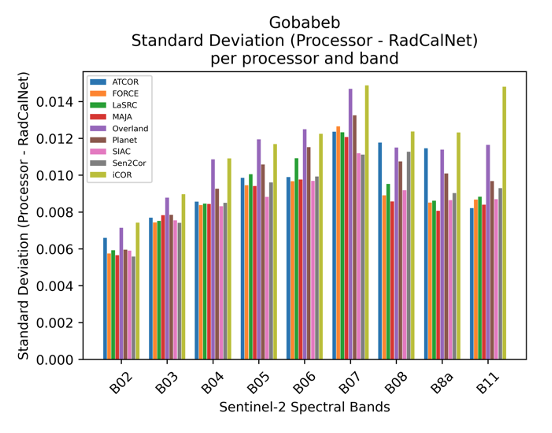 Gobabeb
Standard Deviation (Processor - RadCalNet)
per processor and band
Standard Deviation (Processor - RadCalNet)
0.014
0.012
0.010
0.008
0.006
0.004
0.002
0.000
ATCOR
FORCE
LaSRC
MAJA
Overland
Planet
SIAC
Sen2Cor
iCOR
B02
B03
B04
B05
B06
B07
B08
B8a
B11
Sentinel-2 Spectral Bands